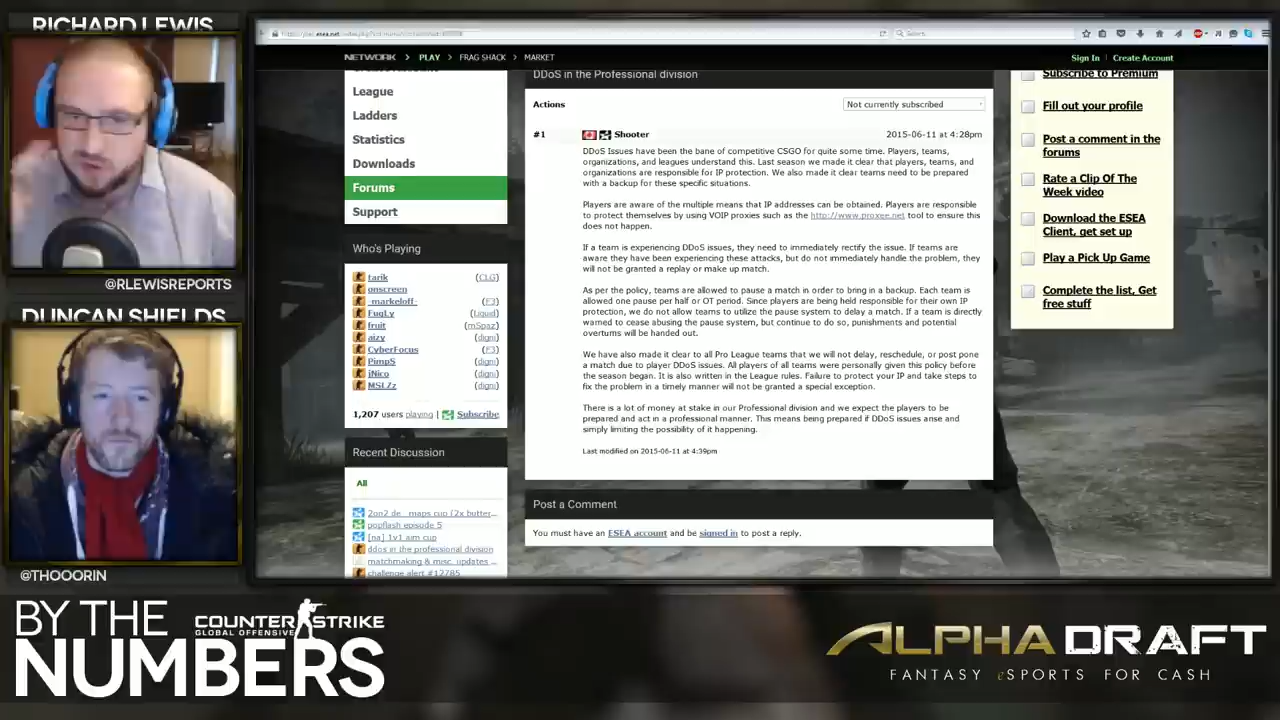 RICHARD LEWIS
@RLEWISREPORTS
DUNCAN SHIELDS
@THOOORIN
Search
NETWORK > PLAY > FRAG SHACK > MARKET
Sign In | Create Account
League
Ladders
Statistics
Downloads
Forums
Support
Who's Playing
tarik (CLG)
onscreen
_markeloff- (F3)
FugLy (Liquid)
fruit (mSpaz)
aizy (digni)
CyberFocus (F3)
PimpS (digni)
iNico (digni)
MSLZz (digni)
1,207 users playing | Subscribe
Recent Discussion
All
2on2 de_ maps cup (2x butter...
popflash episode 5
[na] 1v1 aim cup
ddos in the professional division
matchmaking & misc. updates ...
challenge alert #12785
DDoS in the Professional division
Actions
Not currently subscribed
#1 Shooter 2015-06-11 at 4:28pm
DDoS Issues have been the bane of competitive CSGO for quite some time. Players, teams,
organizations, and leagues understand this. Last season we made it clear that players, teams, and
organizations are responsible for IP protection. We also made it clear teams need to be prepared
with a backup for these specific situations.
Players are aware of the multiple means that IP addresses can be obtained. Players are responsible
to protect themselves by using VOIP proxies such as the http://www.proxee.net tool to ensure this
does not happen.
If a team is experiencing DDoS issues, they need to immediately rectify the issue. If teams are
aware they have been experiencing these attacks, but do not immediately handle the problem, they
will not be granted a replay or make up match.
As per the policy, teams are allowed to pause a match in order to bring in a backup. Each team is
allowed one pause per half or OT period. Since players are being held responsible for their own IP
protection, we do not allow teams to utilize the pause system to delay a match. If a team is directly
warned to cease abusing the pause system, but continue to do so, punishments and potential
overturns will be handed out.
We have also made it clear to all Pro League teams that we will not delay, reschedule, or post pone
a match due to player DDoS issues. All players of all teams were personally given this policy before
the season began. It is also written in the League rules. Failure to protect your IP and take steps to
fix the problem in a timely manner will not be granted a special exception.
There is a lot of money at stake in our Professional division and we expect the players to be
prepared and act in a professional manner. This means being prepared if DDoS issues arise and
simply limiting the possibility of it happening.
Last modified on 2015-06-11 at 4:39pm
Post a Comment
You must have an ESEA account and be signed in to post a reply.
Subscribe to Premium
Fill out your profile
Post a comment in the
forums
Rate a Clip Of The
Week video
Download the ESEA
Client, get set up
Play a Pick Up Game
Complete the list, Get
free stuff
BY THE
NUMBERS
COUNTER STRIKE
GLOBAL OFFENSIVE
ALPHADRAFT
FANTASY eSPORTS FOR CASH